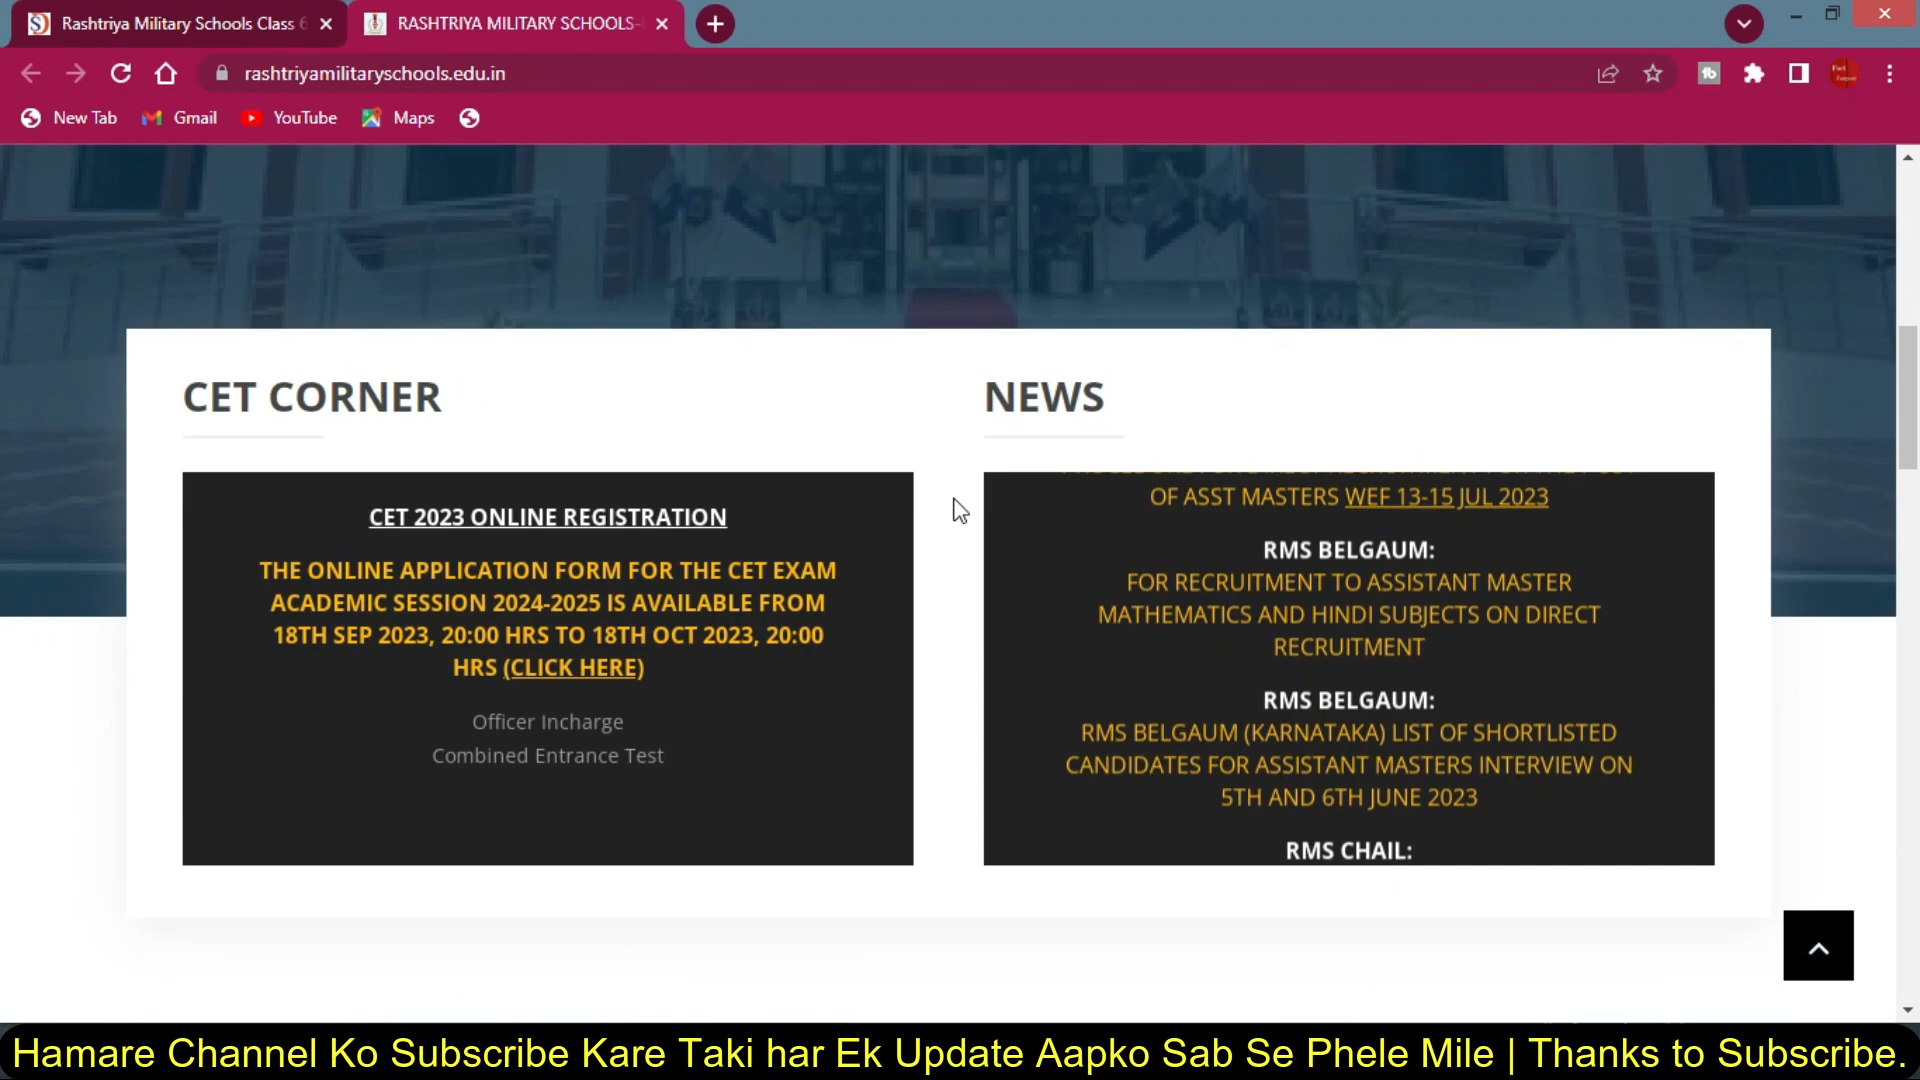 Rashtriya Military Schools Class 6
RASHTRIYA MILITARY SCHOOLS-
rashtriyamilitaryschools.edu.in
New Tab
Gmail
YouTube
Maps
CET CORNER
CET 2023 ONLINE REGISTRATION
THE ONLINE APPLICATION FORM FOR THE CET EXAM
ACADEMIC SESSION 2024-2025 IS AVAILABLE FROM
18TH SEP 2023, 20:00 HRS TO 18TH OCT 2023, 20:00
HRS (CLICK HERE)
Officer Incharge
Combined Entrance Test
NEWS
OF ASST MASTERS WEF 13-15 JUL 2023
RMS BELGAUM:
FOR RECRUITMENT TO ASSISTANT MASTER
MATHEMATICS AND HINDI SUBJECTS ON DIRECT
RECRUITMENT
RMS BELGAUM:
RMS BELGAUM (KARNATAKA) LIST OF SHORTLISTED
CANDIDATES FOR ASSISTANT MASTERS INTERVIEW ON
5TH AND 6TH JUNE 2023
RMS CHAIL:
Hamare Channel Ko Subscribe Kare Taki har Ek Update Aapko Sab Se Phele Mile | Thanks to Subscribe.